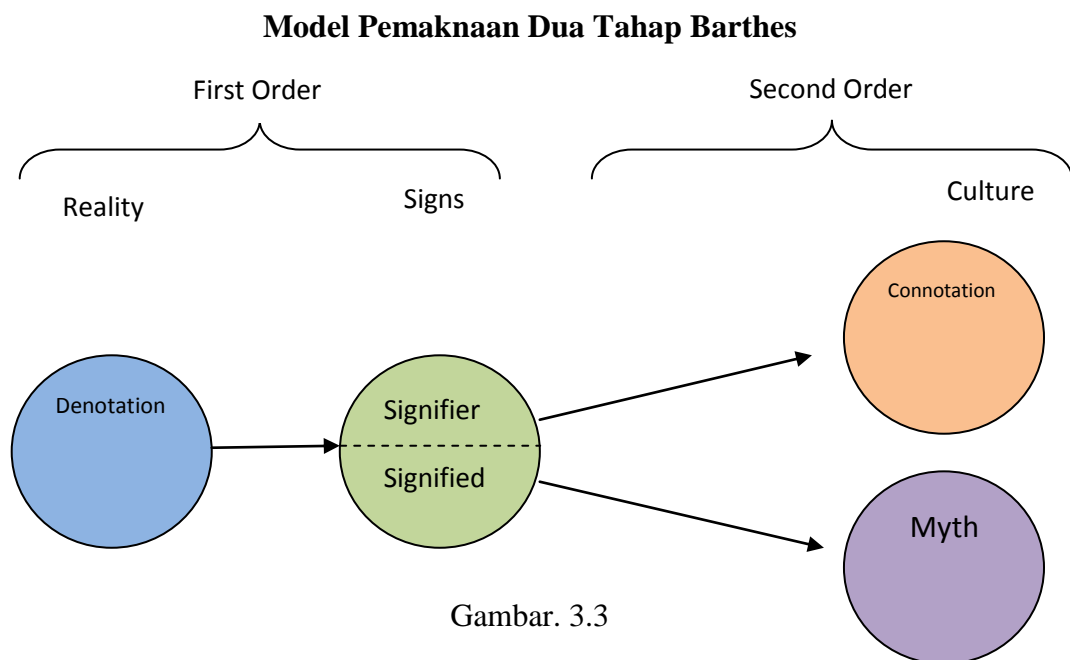 Model Pemaknaan Dua Tahap Barthes
First Order
Second Order
Reality
Signs
Culture
Denotation
Signifier
Signified
Connotation
Myth
Gambar. 3.3